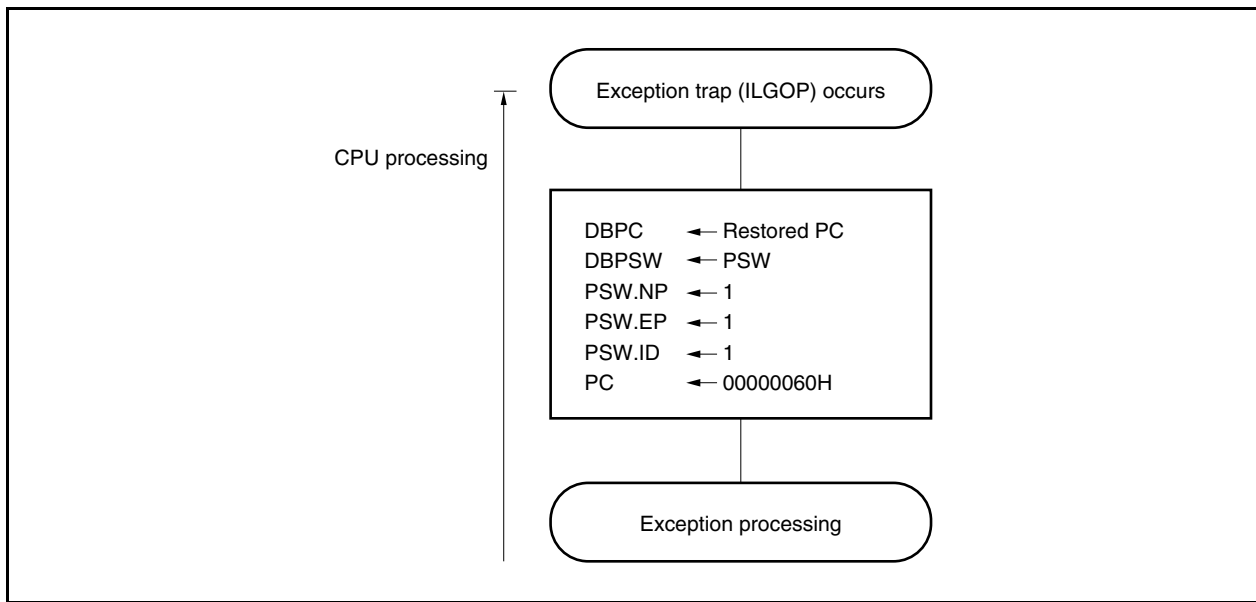 Exception trap (ILGOP) occurs
CPU processing
DBPC ← Restored PC
DBPSW ← PSW
PSW.NP ← 1
PSW.EP ← 1
PSW.ID ← 1
PC ← 00000060H
Exception processing